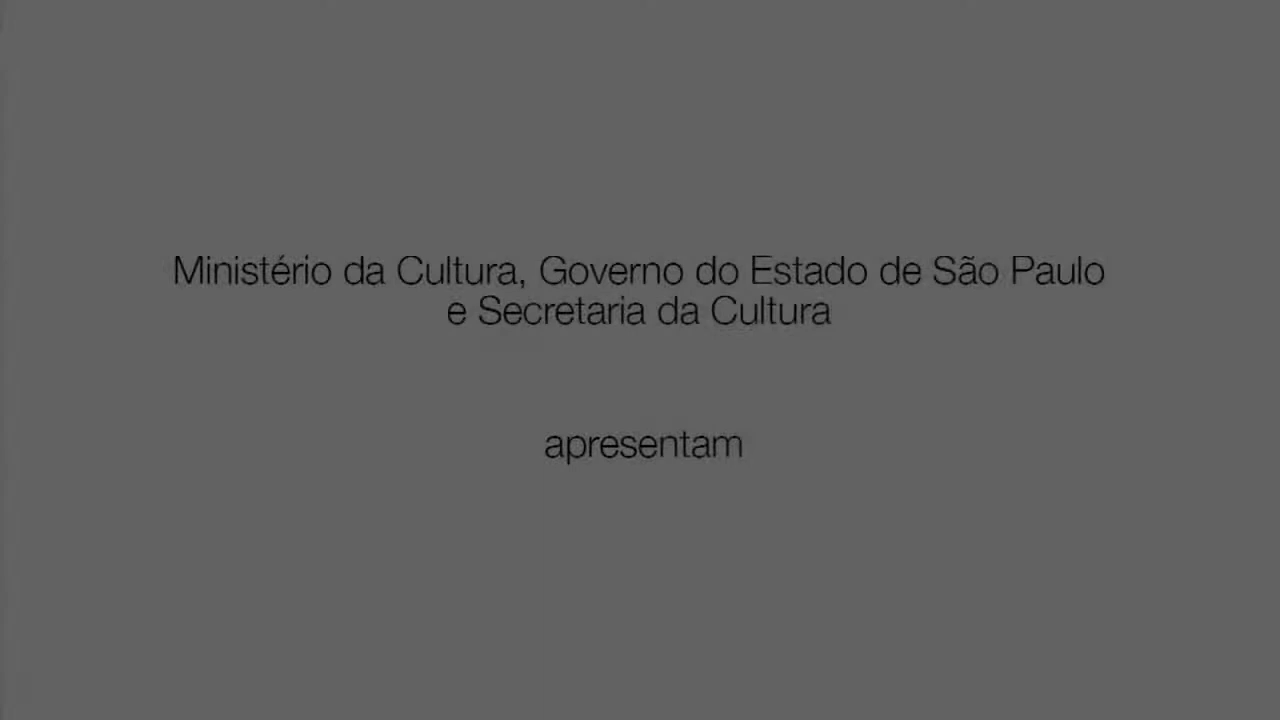 Ministério da Cultura, Governo do Estado de São Paulo
e Secretaria da Cultura
apresentam